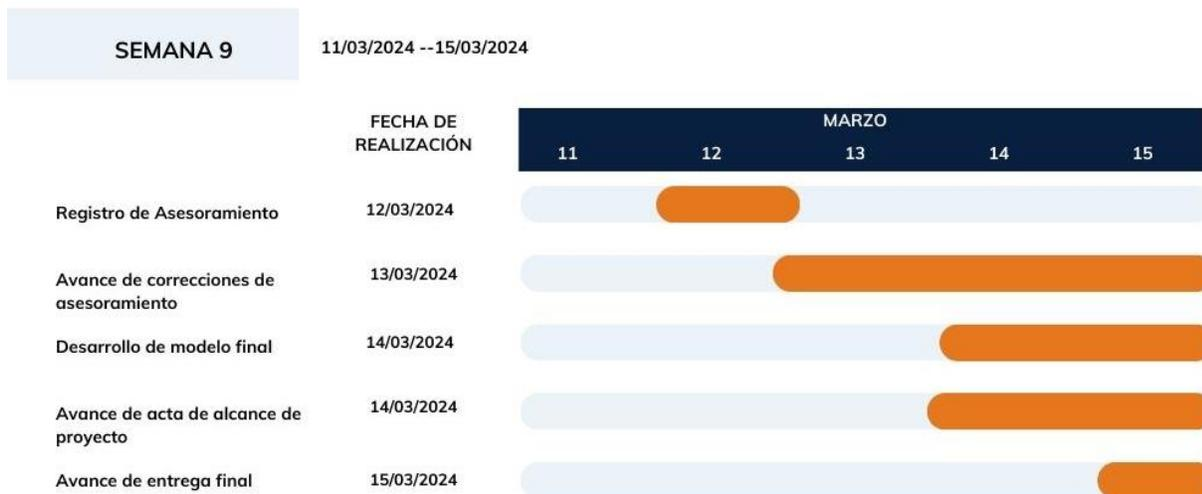 SEMANA 9
11/03/2024 --15/03/2024
FECHA DE
REALIZACIÓN
MARZO
11 12 13 14 15
Registro de Asesoramiento 12/03/2024
Avance de correcciones de
asesoramiento
13/03/2024
Desarrollo de modelo final 14/03/2024
Avance de acta de alcance de
proyecto
14/03/2024
Avance de entrega final 15/03/2024